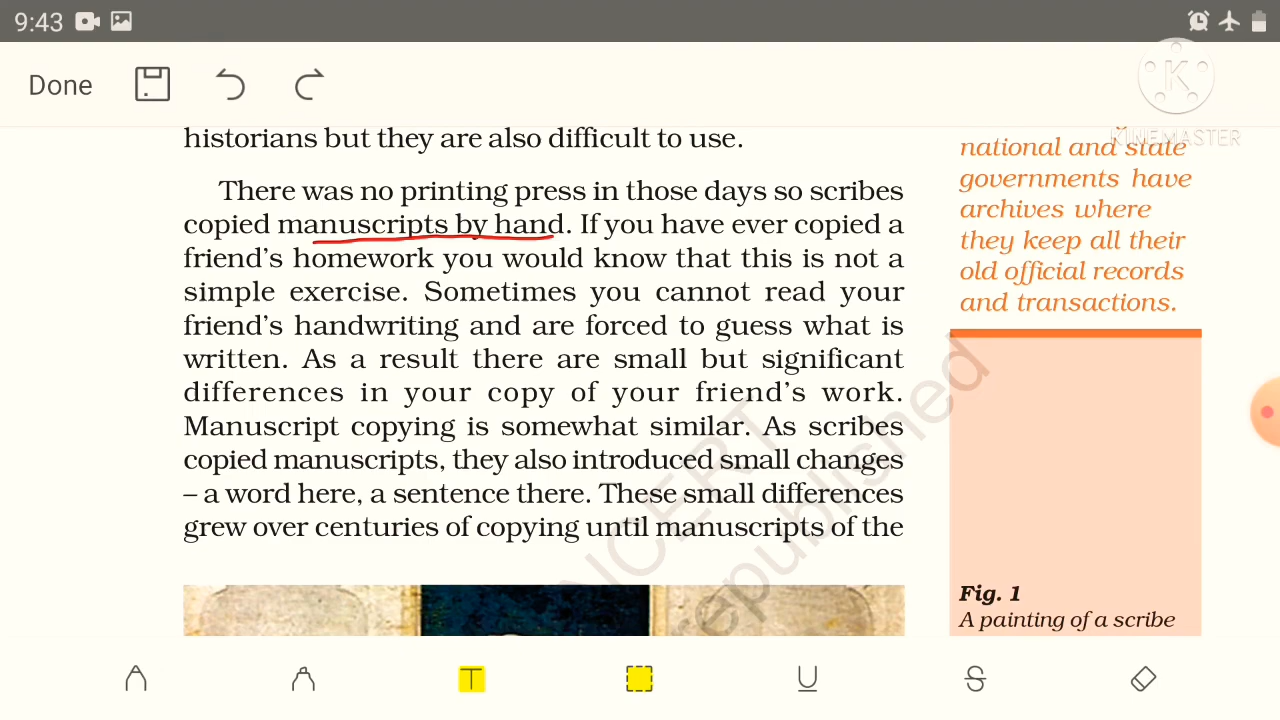 9:43
Done
K
KINEMASTER
historians but they are also difficult to use.
There was no printing press in those days so scribes
copied manuscripts by hand. If you have ever copied a
friend's homework you would know that this is not a
simple exercise. Sometimes you cannot read your
friend's handwriting and are forced to guess what is
written. As a result there are small but significant
differences in your copy of your friend's work.
Manuscript copying is somewhat similar. As scribes
copied manuscripts, they also introduced small changes
– a word here, a sentence there. These small differences
grew over centuries of copying until manuscripts of the
national and state
governments have
archives where
they keep all their
old official records
and transactions.
Fig. 1
A painting of a scribe
NCERT
republished
T
U
S